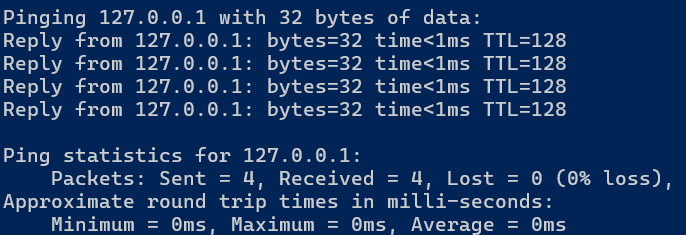 Pinging 127.0.0.1 with 32 bytes of data:
Reply from 127.0.0.1: bytes=32 time<1ms TTL=128
Reply from 127.0.0.1: bytes=32 time<1ms TTL=128
Reply from 127.0.0.1: bytes=32 time<1ms TTL=128
Reply from 127.0.0.1: bytes=32 time<1ms TTL=128

Ping statistics for 127.0.0.1:
    Packets: Sent = 4, Received = 4, Lost = 0 (0% loss),
Approximate round trip times in milli-seconds:
    Minimum = 0ms, Maximum = 0ms, Average = 0ms